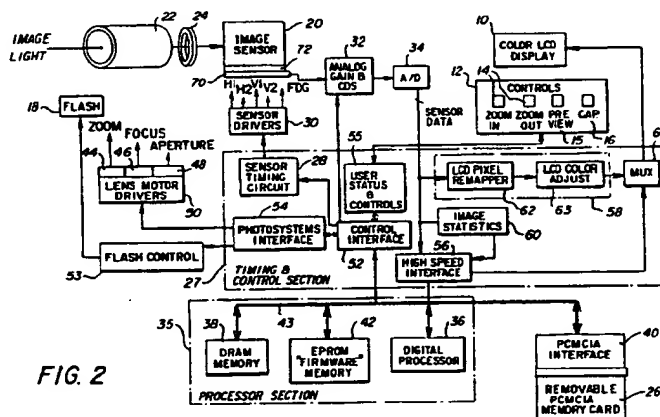 IMAGE
LIGHT
22
24
20
IMAGE
SENSOR
72
70
H1 H2 V1 V2 FDG
32
ANALOG
GAIN &
CDS
34
A/D
SENSOR
DATA
10
COLOR LCD
DISPLAY
12
14
CONTROLS
ZOOM
IN
ZOOM
OUT
PRE
VIEW
CAP
15
16
18
FLASH
ZOOM
FOCUS
APERTURE
44
46
48
LENS MOTOR
DRIVERS
50
SENSOR
DRIVERS
30
SENSOR
TIMING
CIRCUIT
28
55
USER
STATUS
&
CONTROLS
54
PHOTOSYSTEMS
INTERFACE
CONTROL
INTERFACE
52
FLASH CONTROL
53
27
TIMING &
CONTROL SECTION
LCD PIXEL
REMAPPER
62
LCD COLOR
ADJUST
63
58
MUX
IMAGE
STATISTICS
60
56
HIGH SPEED
INTERFACE
35
43
38
DRAM
MEMORY
42
EPROM
"FIRMWARE"
MEMORY
36
DIGITAL
PROCESSOR
PROCESSOR SECTION
PCMCIA
INTERFACE
40
REMOVABLE
PCMCIA
MEMORY CARD
26
FIG. 2